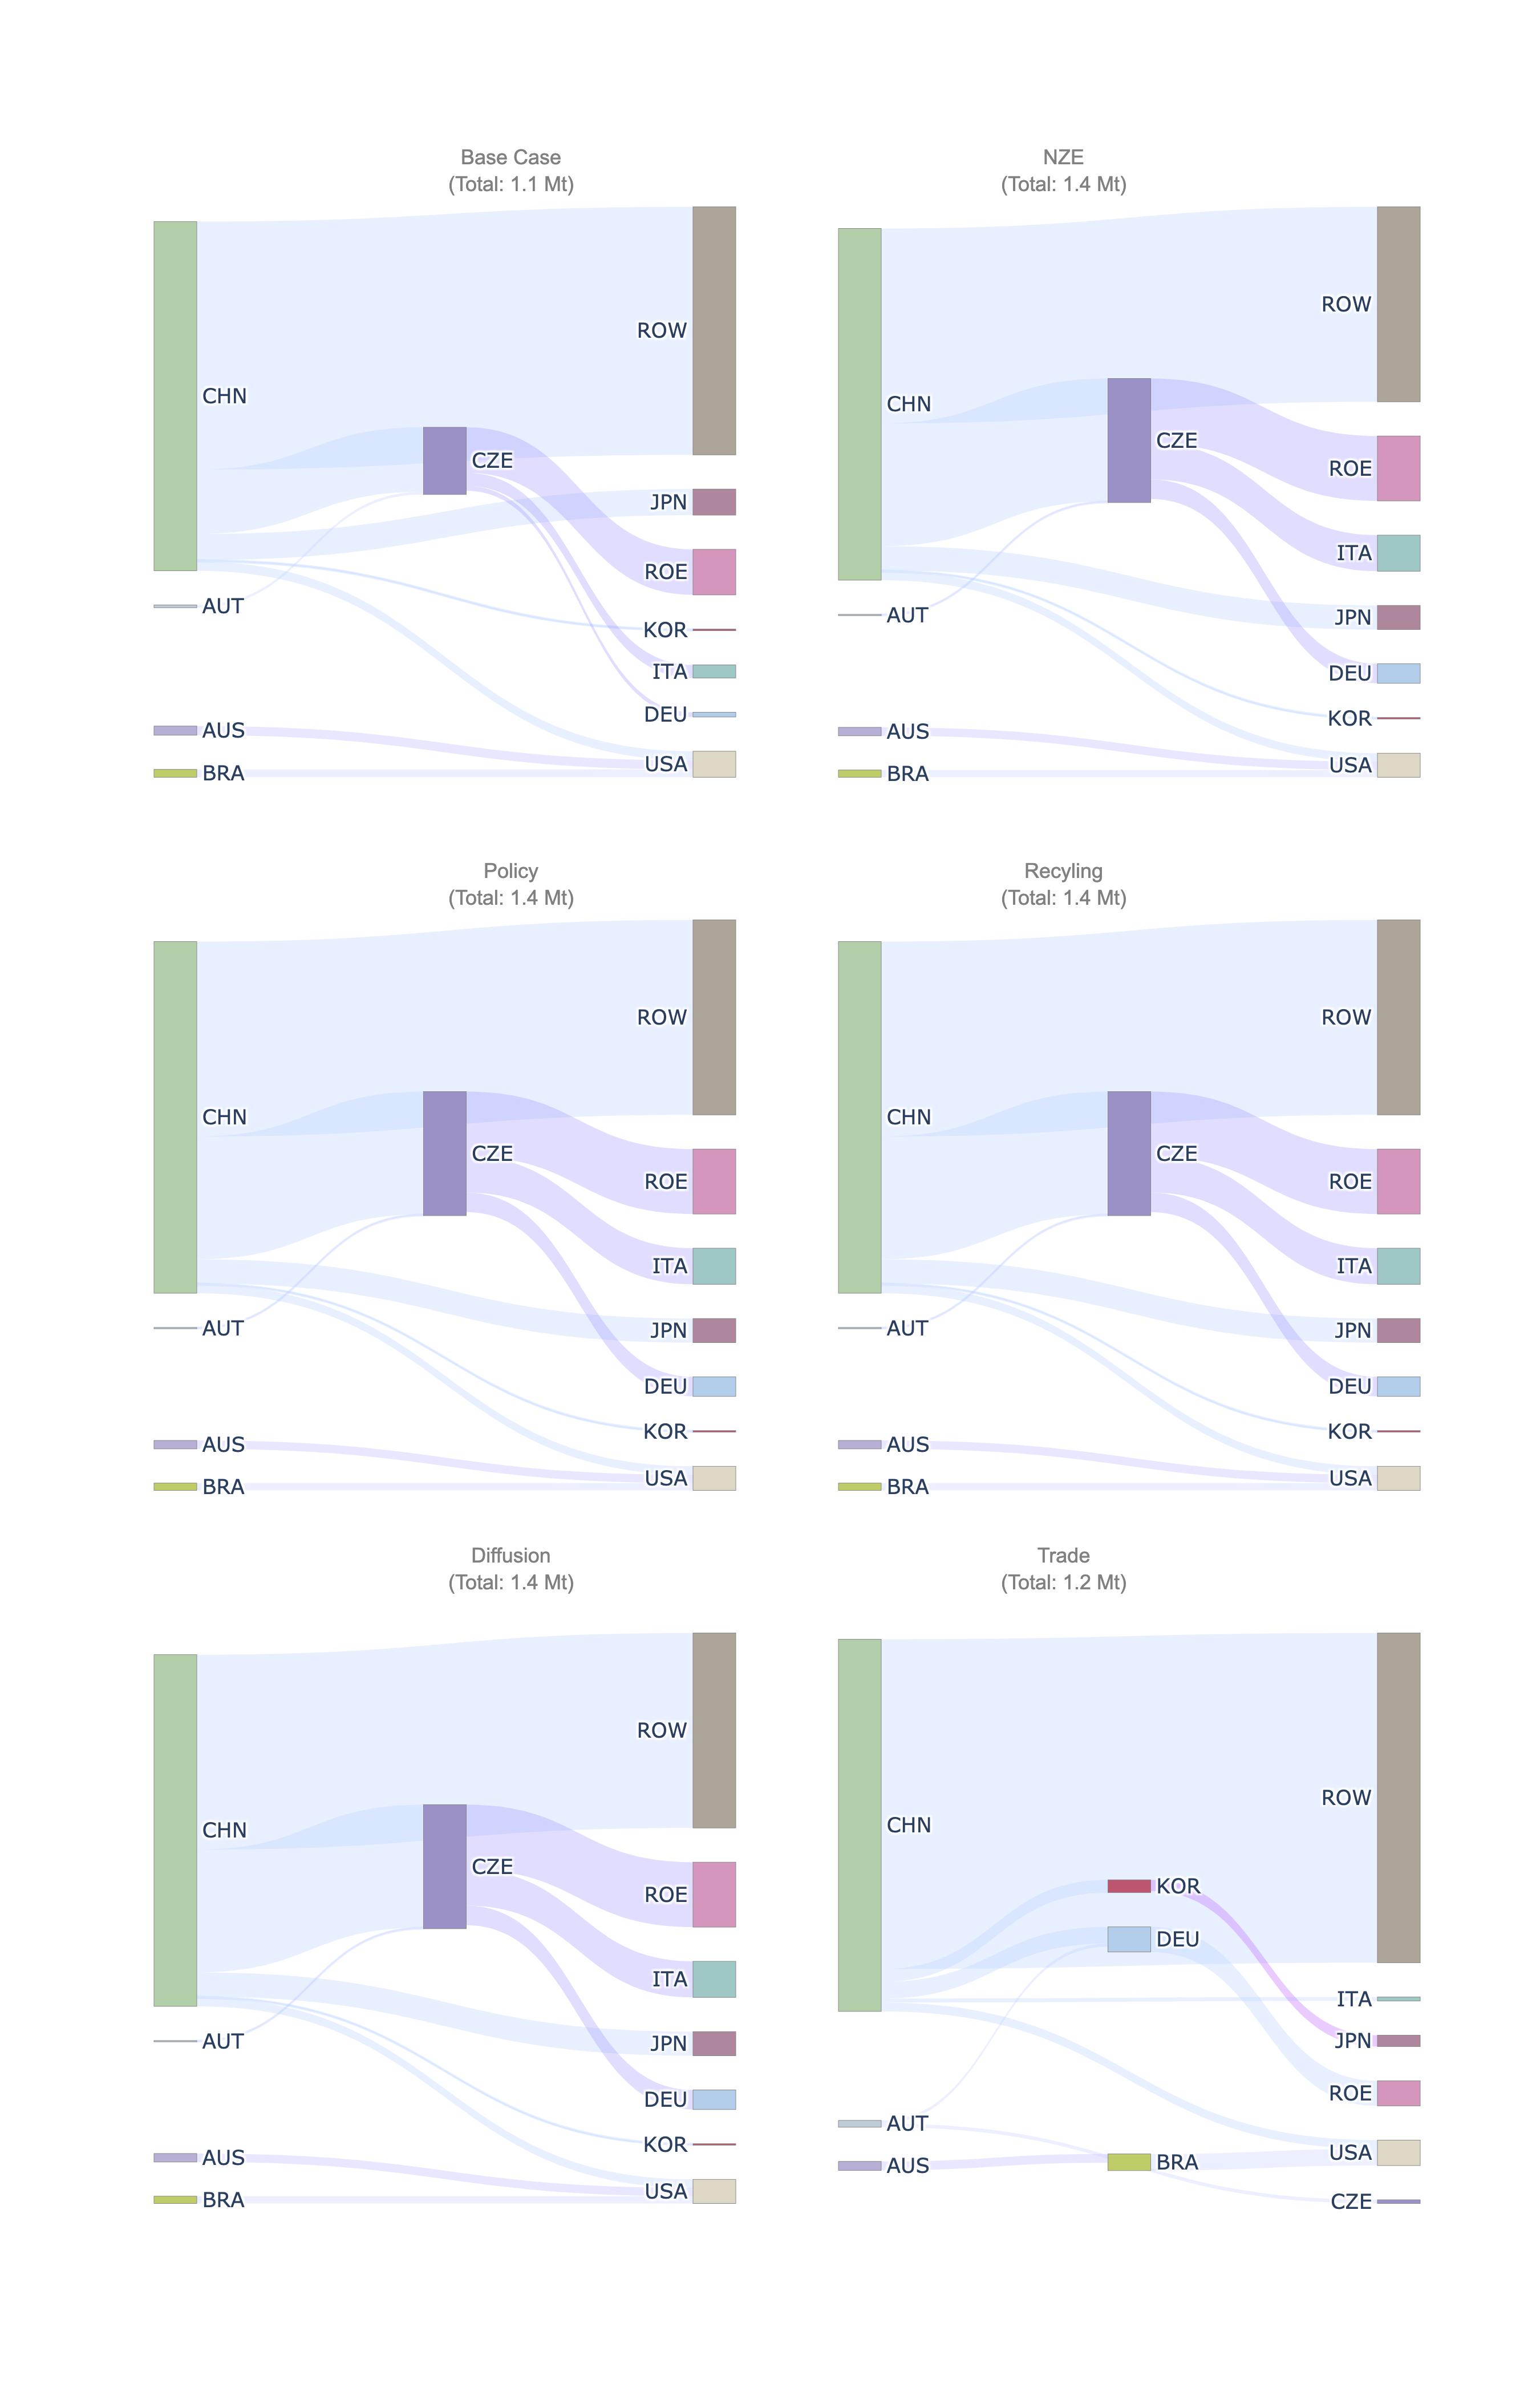 Base Case
(Total: 1.1 Mt)
CHN
AUT
AUS
BRA
CZE
ROW
JPN
ROE
KOR
ITA
DEU
USA
NZE
(Total: 1.4 Mt)
CHN
AUT
AUS
BRA
CZE
ROW
ROE
ITA
JPN
DEU
KOR
USA
Policy
(Total: 1.4 Mt)
CHN
AUT
AUS
BRA
CZE
ROW
ROE
ITA
JPN
DEU
KOR
USA
Recyling
(Total: 1.4 Mt)
CHN
AUT
AUS
BRA
CZE
ROW
ROE
ITA
JPN
DEU
KOR
USA
Diffusion
(Total: 1.4 Mt)
CHN
AUT
AUS
BRA
CZE
ROW
ROE
ITA
JPN
DEU
KOR
USA
Trade
(Total: 1.2 Mt)
CHN
AUT
AUS
KOR
DEU
BRA
ROW
ITA
JPN
ROE
USA
CZE